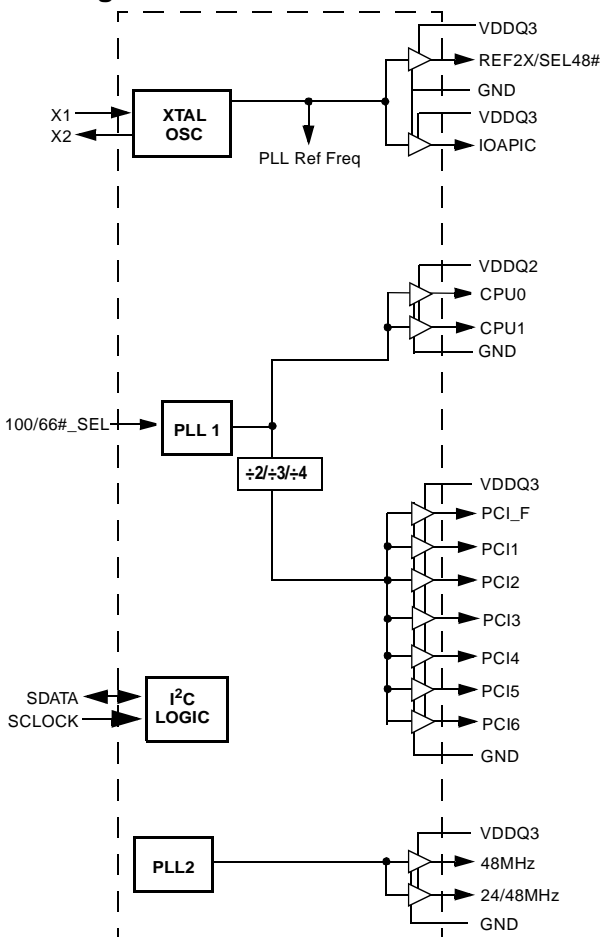 VDDQ3
REF2X/SEL48#
GND
X1
X2
XTAL
OSC
VDDQ3
IOAPIC
PLL Ref Freq
VDDQ2
CPU0
CPU1
GND
100/66#_SEL
PLL 1
÷2/÷3/÷4
VDDQ3
PCI_F
PCI1
PCI2
PCI3
PCI4
PCI5
PCI6
GND
SDATA
SCLOCK
I²C
LOGIC
PLL2
VDDQ3
48MHz
24/48MHz
GND